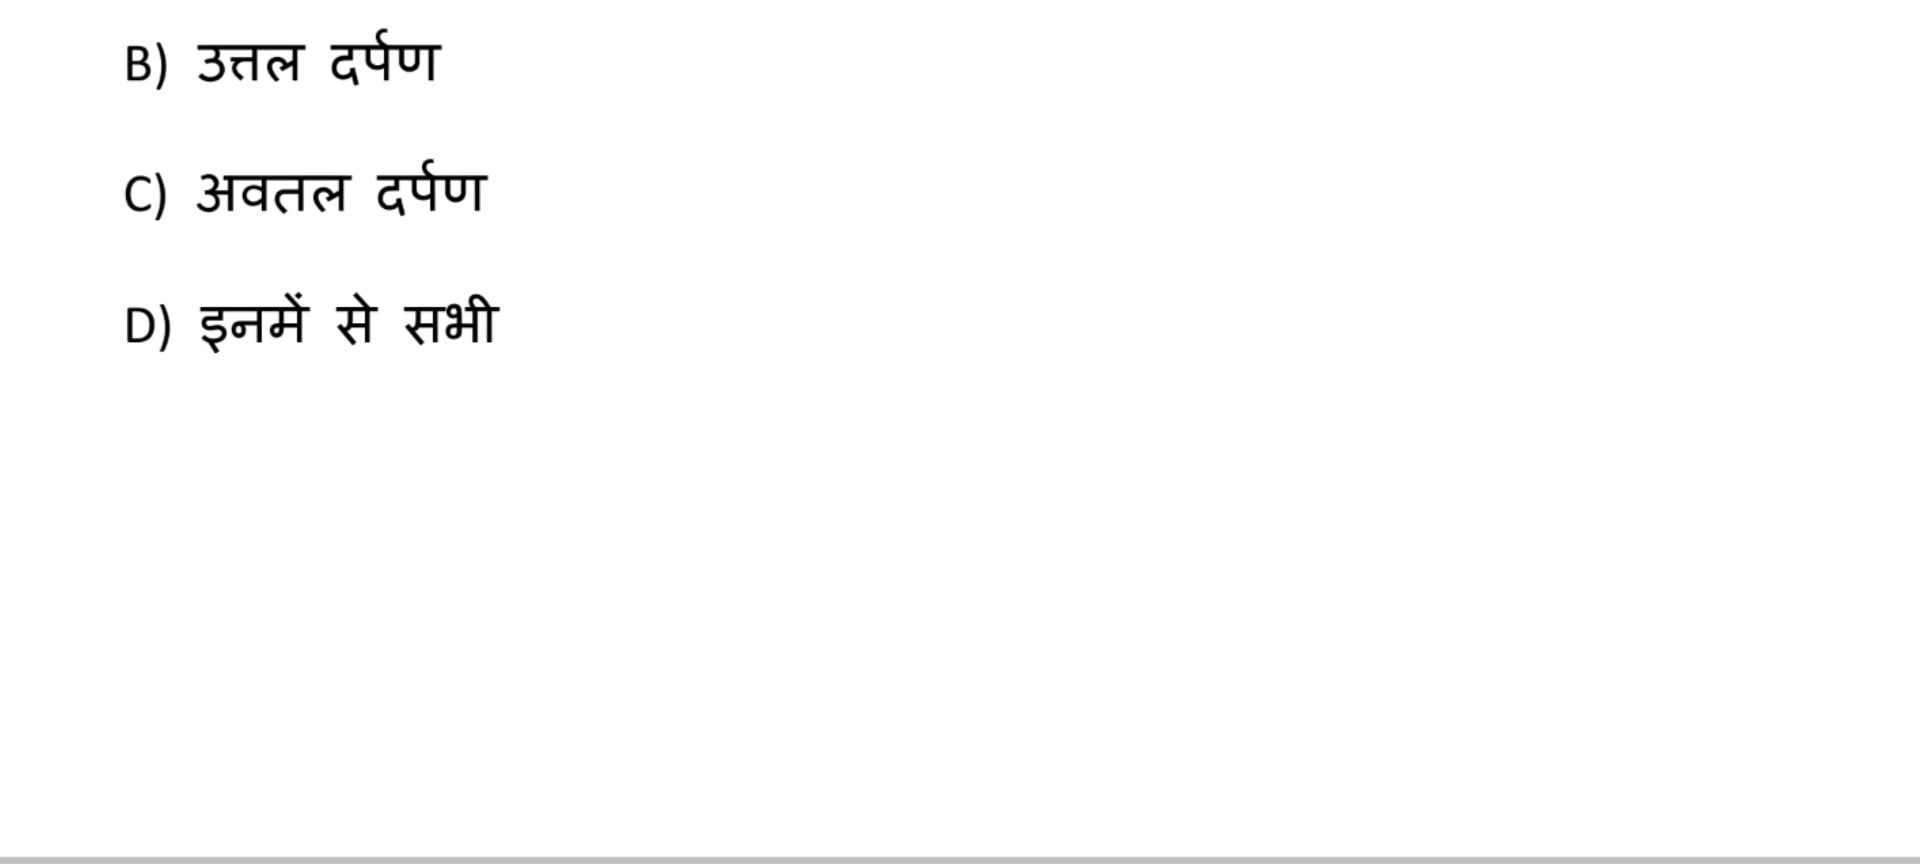 B) उत्तल दर्पण
C) अवतल दर्पण
D) इनमें से सभी